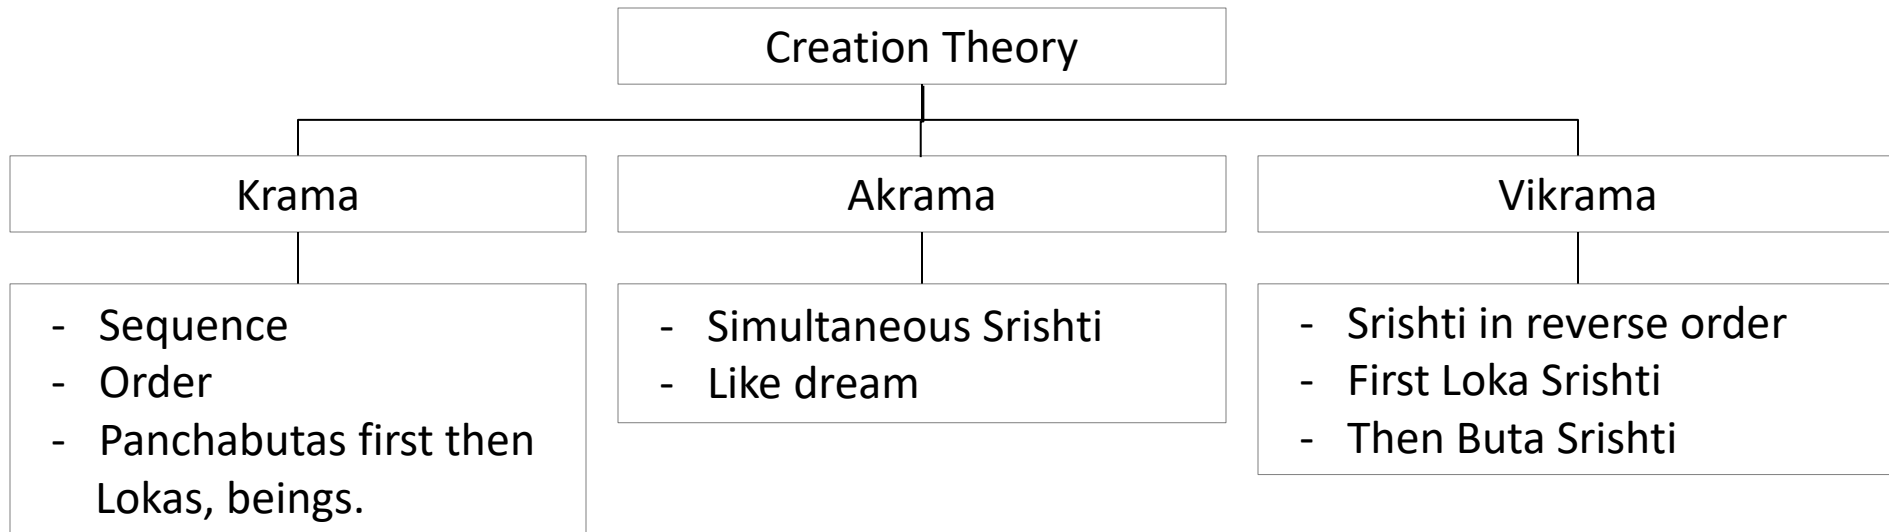 Creation Theory
Krama
Akrama
Vikrama
- Sequence
- Order
- Panchabutas first then
Lokas, beings.
- Simultaneous Srishti
- Like dream
- Srishti in reverse order
- First Loka Srishti
- Then Buta Srishti